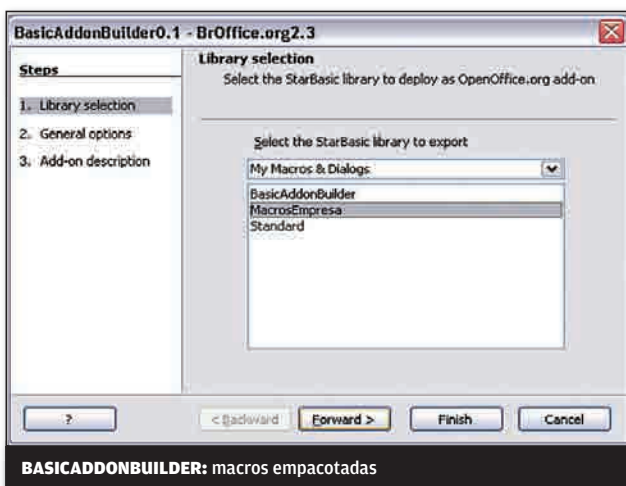 BasicAddonBuilder0.1 - BrOffice.org2.3
Steps
1. Library selection
2. General options
3. Add-on description
Library selection
Select the StarBasic library to deploy as OpenOffice.org add-on
Select the StarBasic library to export
My Macros & Dialogs
BasicAddonBuilder
MacrosEmpresa
Standard
?
< Backward
Forward >
Finish
Cancel
BASICADDONBUILDER: macros empacotadas